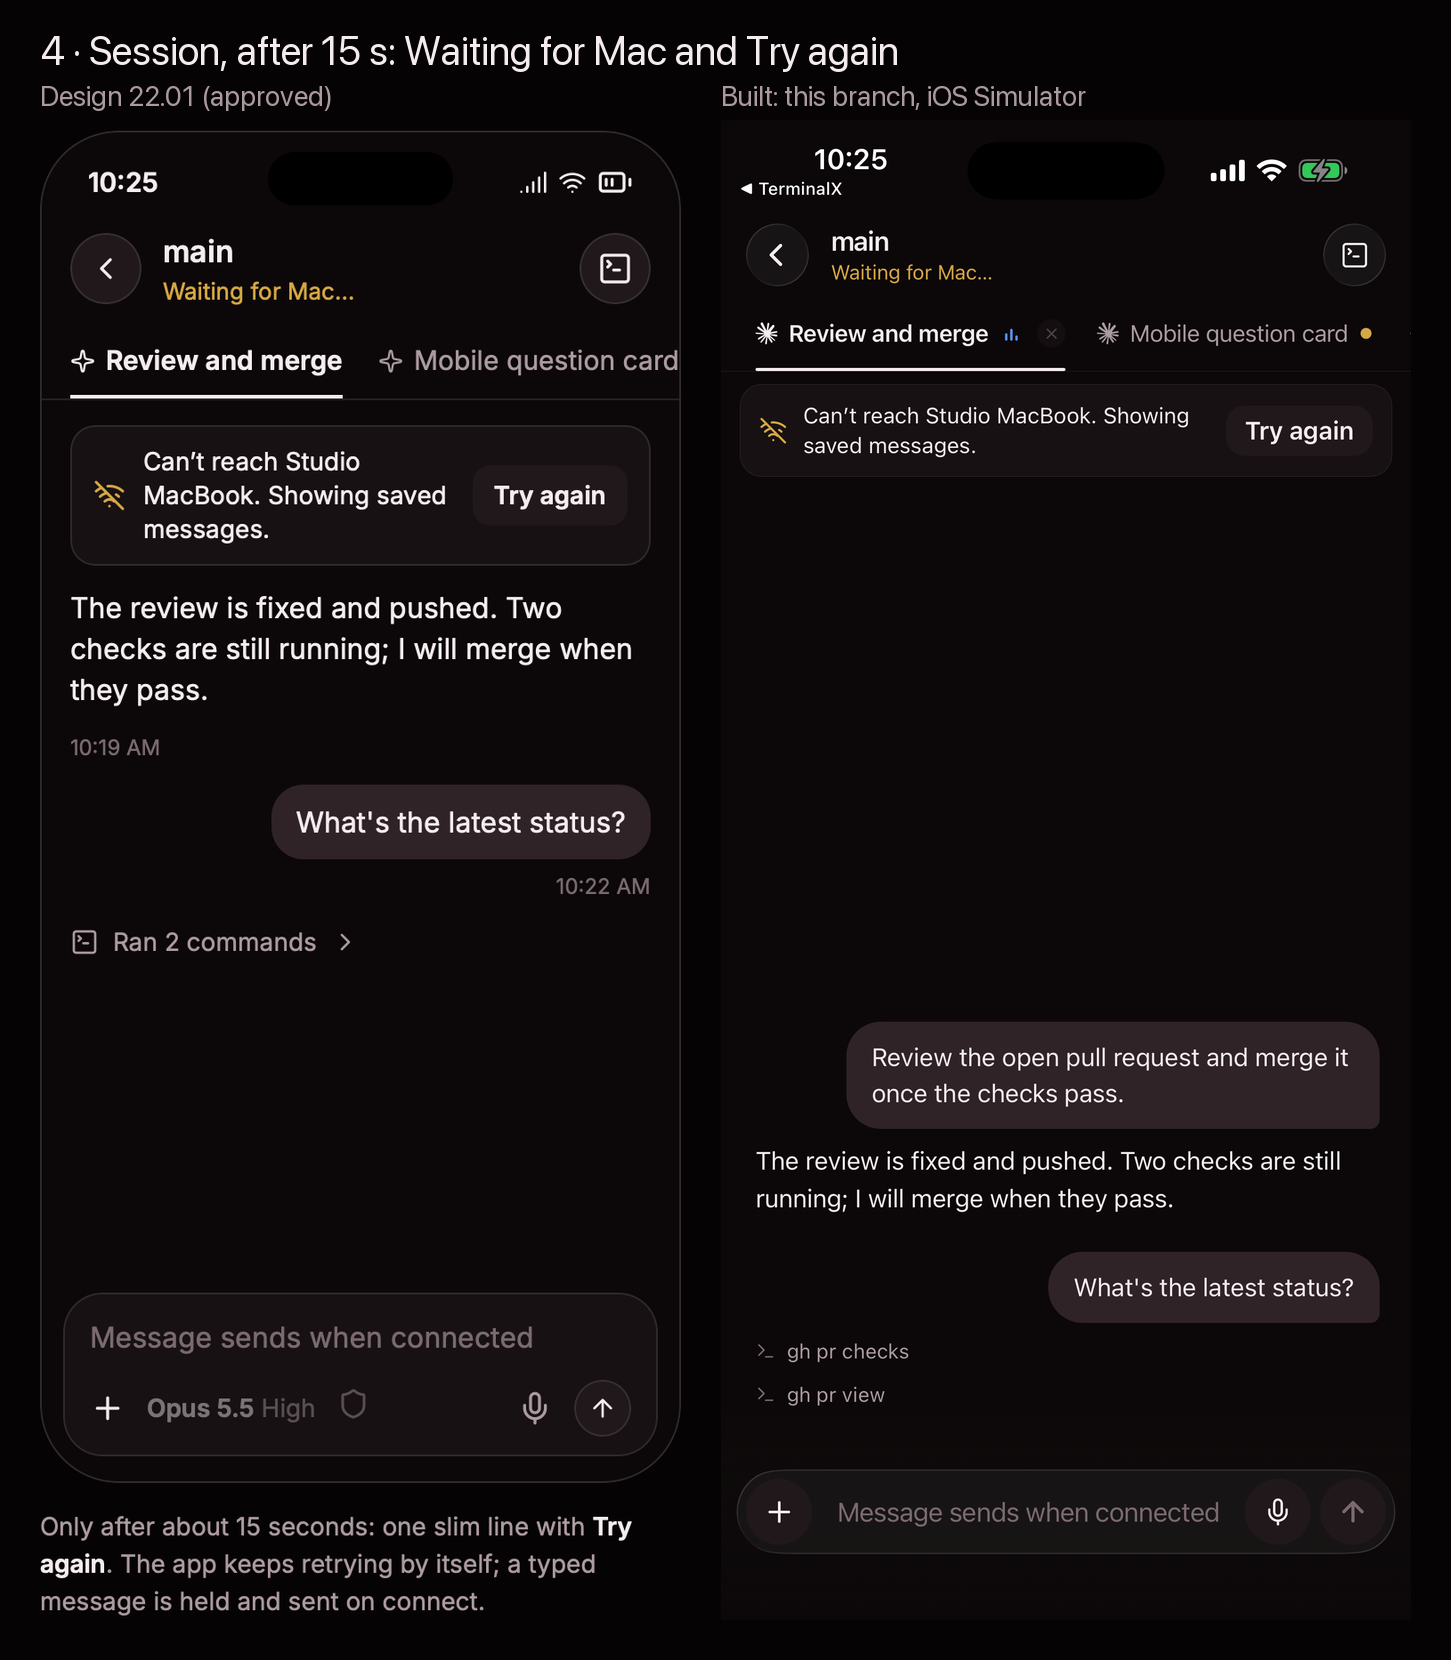 4 · Session, after 15 s: Waiting for Mac and Try again
Design 22.01 (approved)
10:25
main
Waiting for Mac...
Review and merge
Mobile question card
Can't reach Studio
MacBook. Showing saved
messages.
Try again
The review is fixed and pushed. Two
checks are still running; I will merge when
they pass.
10:19 AM
What's the latest status?
10:22 AM
Ran 2 commands
Message sends when connected
Opus 5.5 High
Only after about 15 seconds: one slim line with Try
again. The app keeps retrying by itself; a typed
message is held and sent on connect.
Built: this branch, iOS Simulator
10:25
◀ TerminalX
main
Waiting for Mac...
Review and merge
Mobile question card
Can't reach Studio MacBook. Showing
saved messages.
Try again
Review the open pull request and merge it
once the checks pass.
The review is fixed and pushed. Two checks are still
running; I will merge when they pass.
What's the latest status?
gh pr checks
gh pr view
Message sends when connected